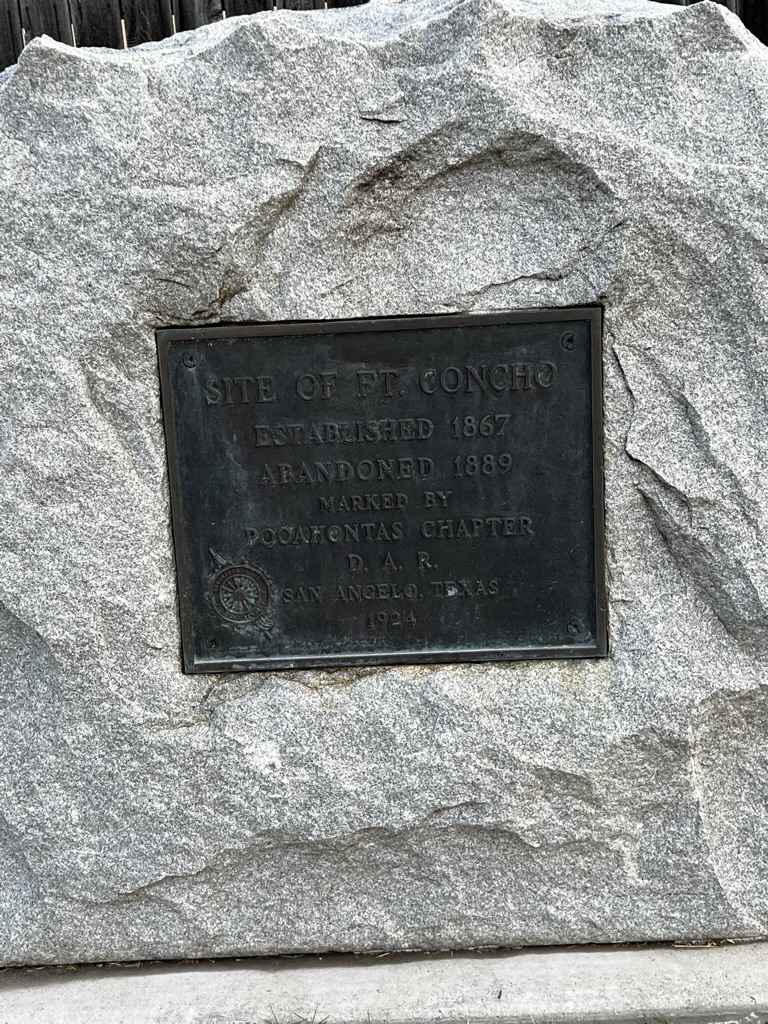 SITE OF FT. CONCHO
ESTABLISHED 1867
ABANDONED 1889
MARKED BY
POCAHONTAS CHAPTER
D. A. R.
SAN ANGELO, TEXAS
1924